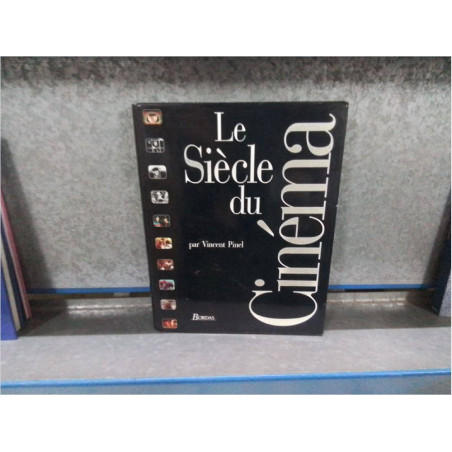 Le
Siècle
du
Cinéma
par Vincent Pinel
BORDAS